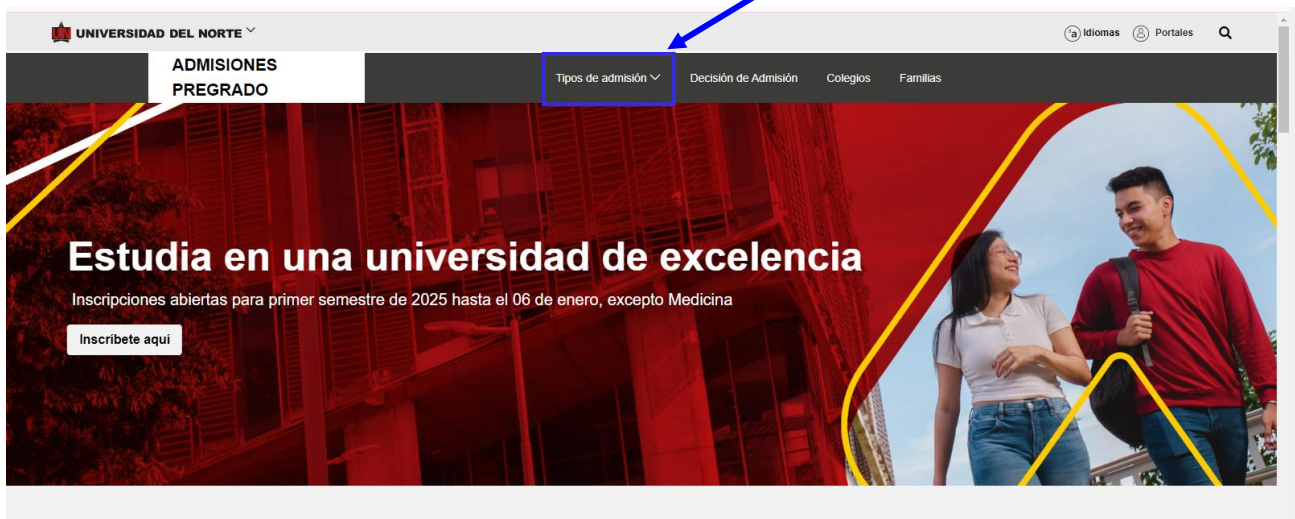 UNIVERSIDAD DEL NORTE
Idiomas
Portales
ADMISIONES
PREGRADO
Tipos de admisión
Decisión de Admisión
Colegios
Familias
Estudia en una universidad de excelencia
Inscripciones abiertas para primer semestre de 2025 hasta el 06 de enero, excepto Medicina
Inscríbete aquí